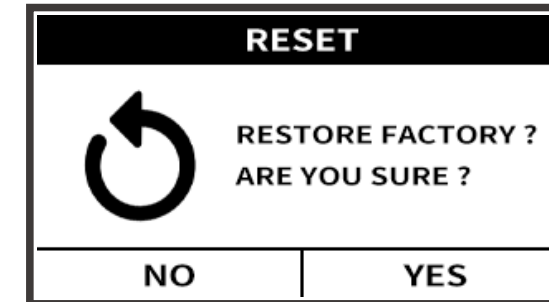 RESET
RESTORE FACTORY ?
ARE YOU SURE ?
NO
YES